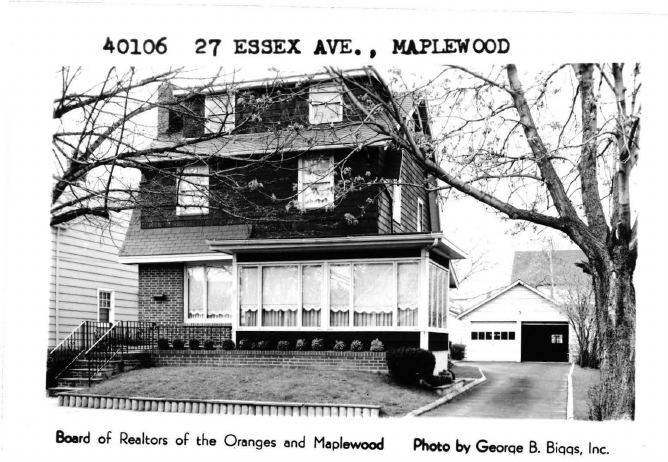 40106 27 ESSEX AVE., MAPLEWOOD
Board of Realtors of the Oranges and Maplewood Photo by George B. Biggs, Inc.